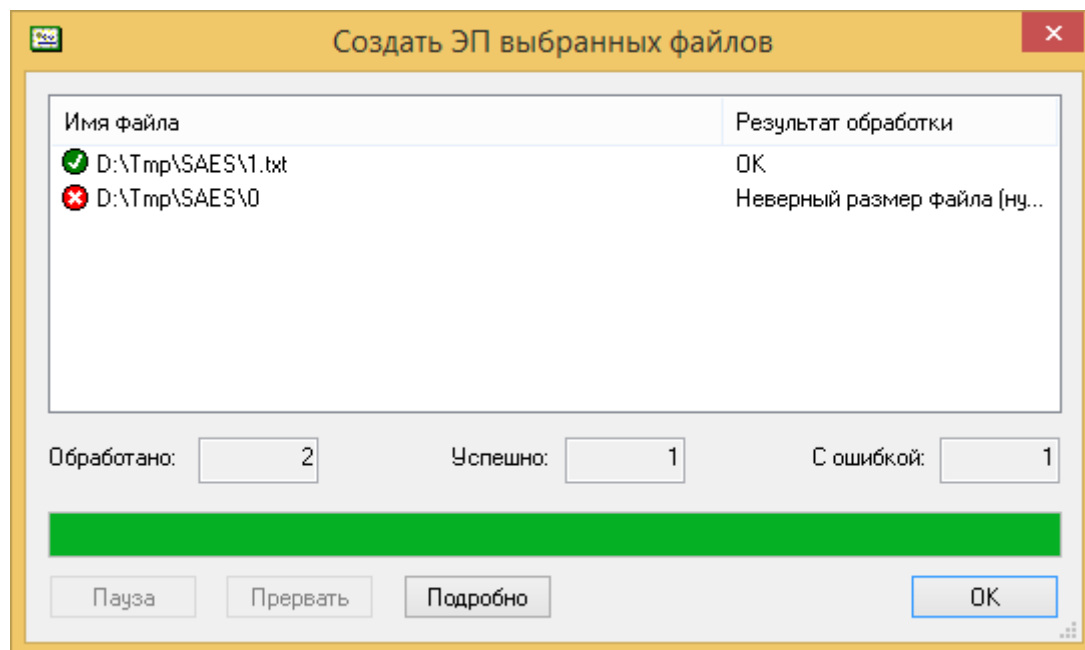 Создать ЭП выбранных файлов
Имя файла Результат обработки
D:\Tmp\SAES\1.txt OK
D:\Tmp\SAES\0 Неверный размер файла (ну...
Обработано: 2 Успешно: 1 С ошибкой: 1
Пауза Прервать Подробно OK